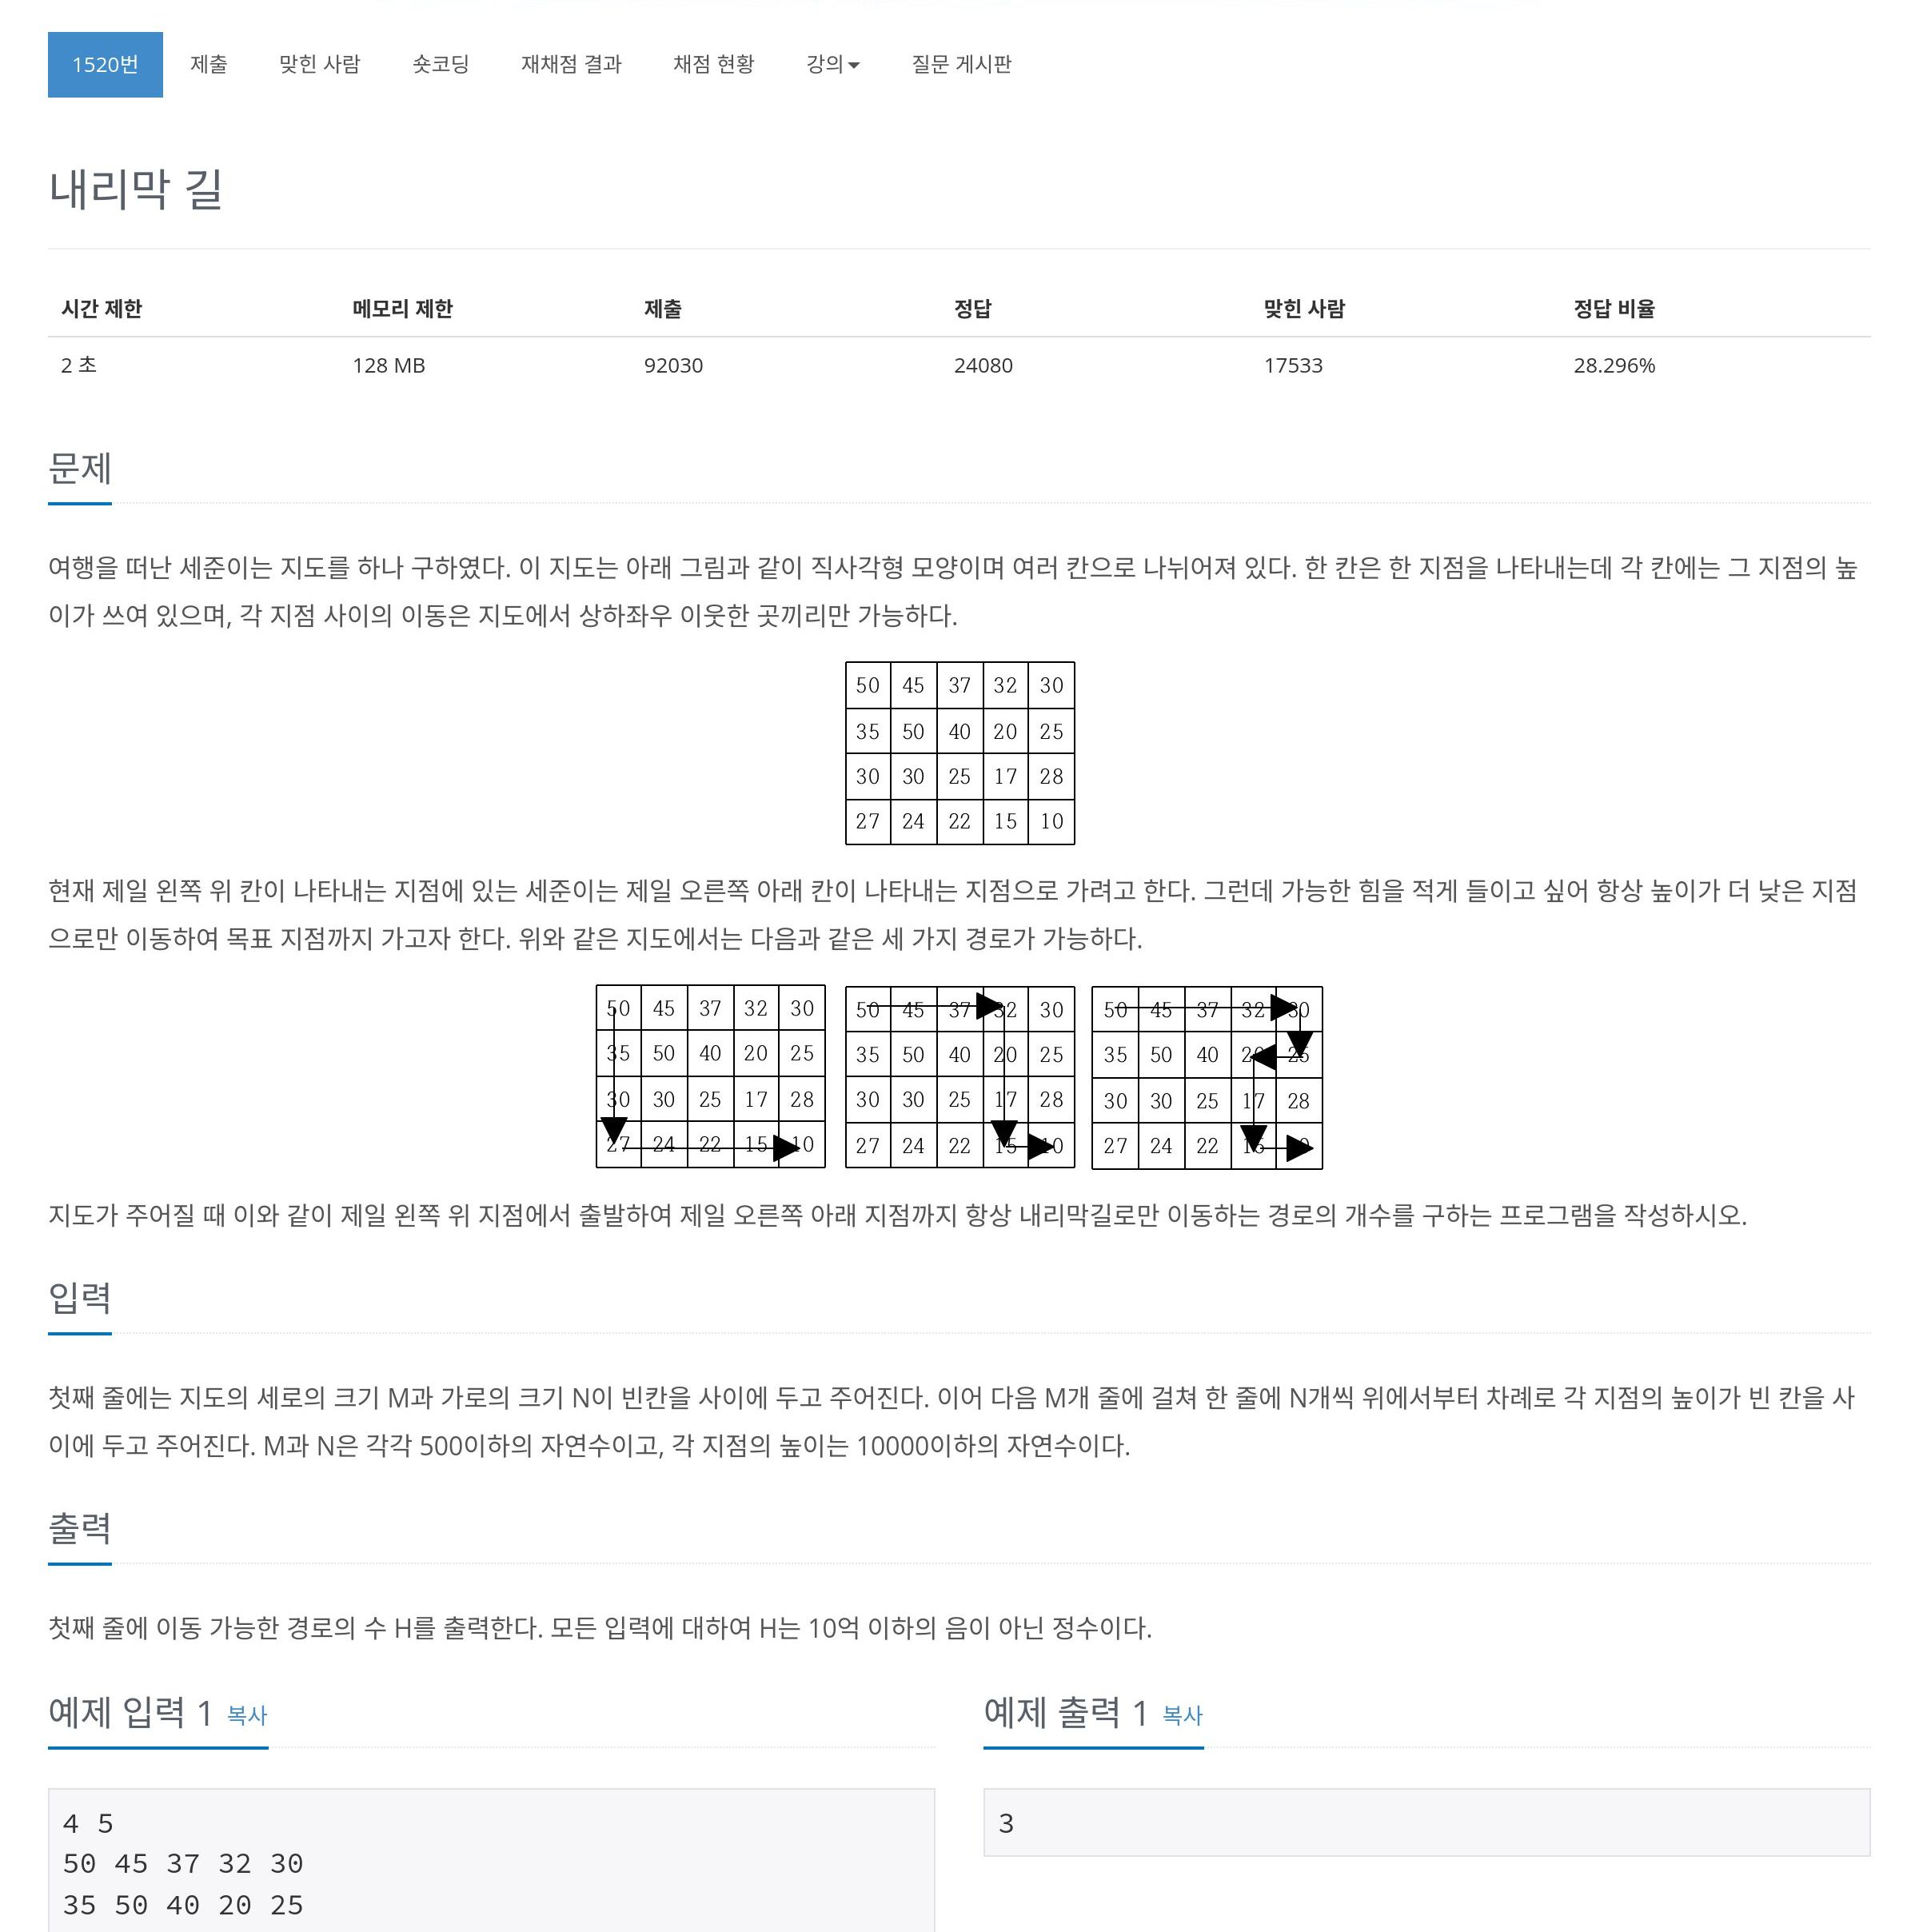 1520번 제출 맞힌 사람 숏코딩 재채점 결과 채점 현황 강의 질문 게시판
내리막 길
시간 제한 메모리 제한 제출 정답 맞힌 사람 정답 비율
2 초 128 MB 92030 24080 17533 28.296%
문제
여행을 떠난 세준이는 지도를 하나 구하였다. 이 지도는 아래 그림과 같이 직사각형 모양이며 여러 칸으로 나뉘어져 있다. 한 칸은 한 지점을 나타내는데 각 칸에는 그 지점의 높
이가 쓰여 있으며, 각 지점 사이의 이동은 지도에서 상하좌우 이웃한 곳끼리만 가능하다.
50 45 37 32 30
35 50 40 20 25
30 30 25 17 28
27 24 22 15 10
현재 제일 왼쪽 위 칸이 나타내는 지점에 있는 세준이는 제일 오른쪽 아래 칸이 나타내는 지점으로 가려고 한다. 그런데 가능한 힘을 적게 들이고 싶어 항상 높이가 더 낮은 지점
으로만 이동하여 목표 지점까지 가고자 한다. 위와 같은 지도에서는 다음과 같은 세 가지 경로가 가능하다.
50 45 37 32 30 50 45 37 32 30 50 45 37 32 30
35 50 40 20 25 35 50 40 20 25 35 50 40 20 25
30 30 25 17 28 30 30 25 17 28 30 30 25 17 28
27 24 22 15 10 27 24 22 15 10 27 24 22 15 10
지도가 주어질 때 이와 같이 제일 왼쪽 위 지점에서 출발하여 제일 오른쪽 아래 지점까지 항상 내리막길로만 이동하는 경로의 개수를 구하는 프로그램을 작성하시오.
입력
첫째 줄에는 지도의 세로의 크기 M과 가로의 크기 N이 빈칸을 사이에 두고 주어진다. 이어 다음 M개 줄에 걸쳐 한 줄에 N개씩 위에서부터 차례로 각 지점의 높이가 빈 칸을 사
이에 두고 주어진다. M과 N은 각각 500이하의 자연수이고, 각 지점의 높이는 10000이하의 자연수이다.
출력
첫째 줄에 이동 가능한 경로의 수 H를 출력한다. 모든 입력에 대하여 H는 10억 이하의 음이 아닌 정수이다.
예제 입력 1 복사
4 5
50 45 37 32 30
35 50 40 20 25
예제 출력 1 복사
3